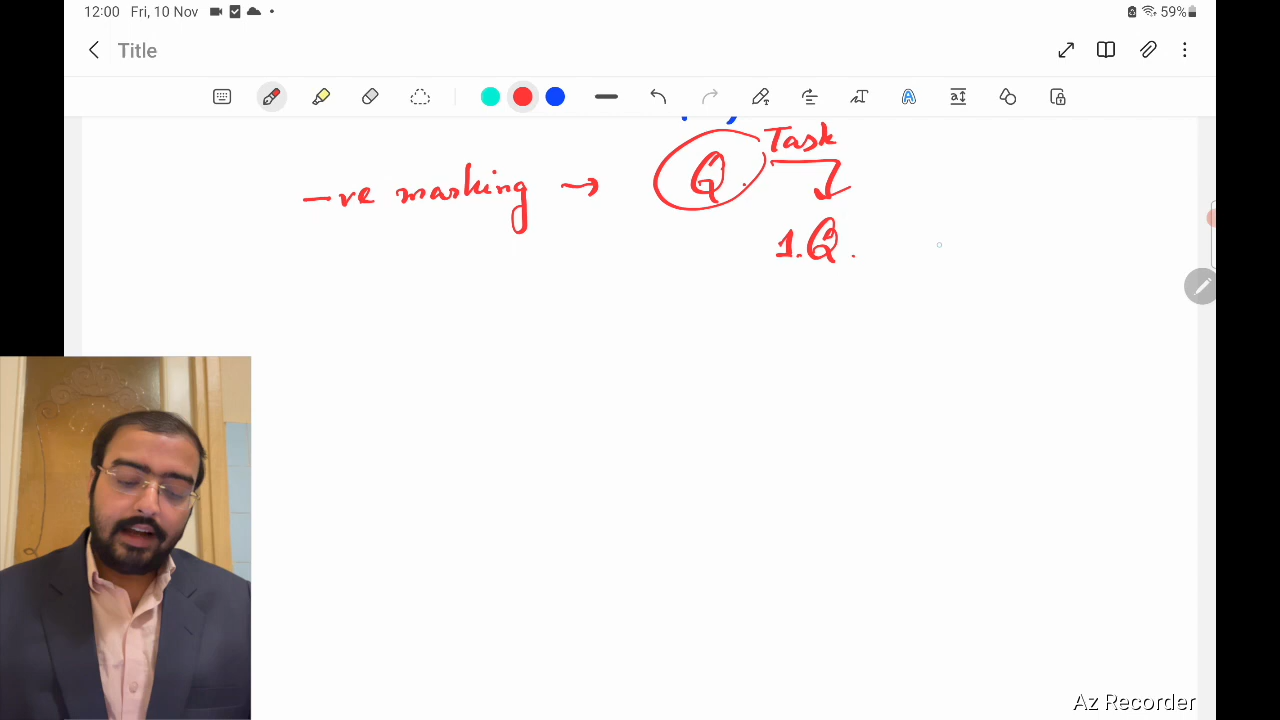 12:00 Fri, 10 Nov
59%
Title
Task
Q.
-ve marking →
1.Q.
Az Recorder